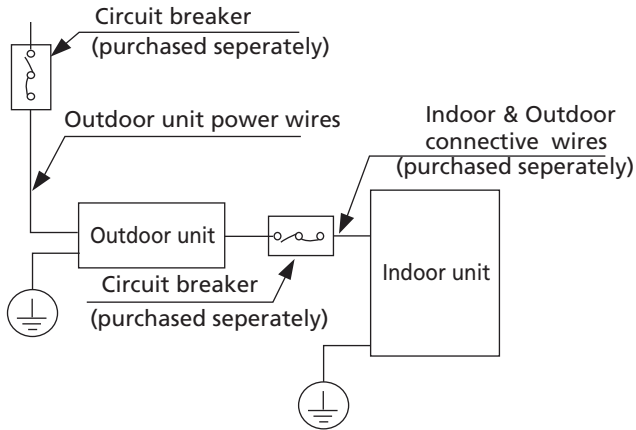 Circuit breaker
(purchased seperately)
Outdoor unit power wires
Indoor & Outdoor
connective wires
(purchased seperately)
Outdoor unit
Indoor unit
Circuit breaker
(purchased seperately)